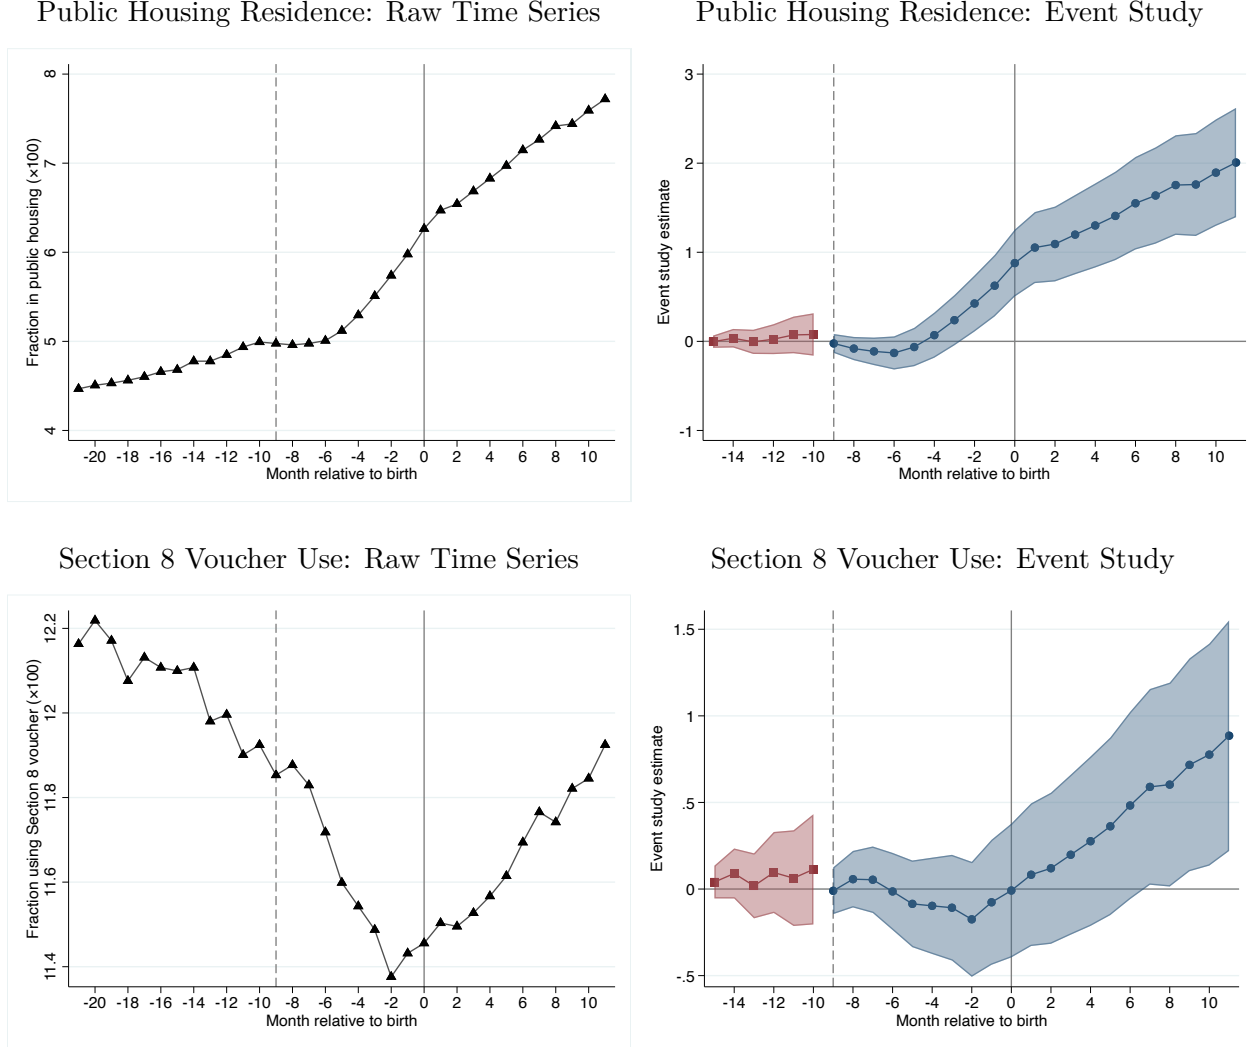 Public Housing Residence: Raw Time Series
Fraction in public housing (×100)
8
7
6
5
4
-20 -18 -16 -14 -12 -10 -8 -6 -4 -2 0 2 4 6 8 10
Month relative to birth
Public Housing Residence: Event Study
Event study estimate
3
2
1
0
-1
-14 -12 -10 -8 -6 -4 -2 0 2 4 6 8 10
Month relative to birth
Section 8 Voucher Use: Raw Time Series
Fraction using Section 8 voucher (×100)
12.2
12
11.8
11.6
11.4
-20 -18 -16 -14 -12 -10 -8 -6 -4 -2 0 2 4 6 8 10
Month relative to birth
Section 8 Voucher Use: Event Study
Event study estimate
1.5
1
.5
0
-.5
-14 -12 -10 -8 -6 -4 -2 0 2 4 6 8 10
Month relative to birth